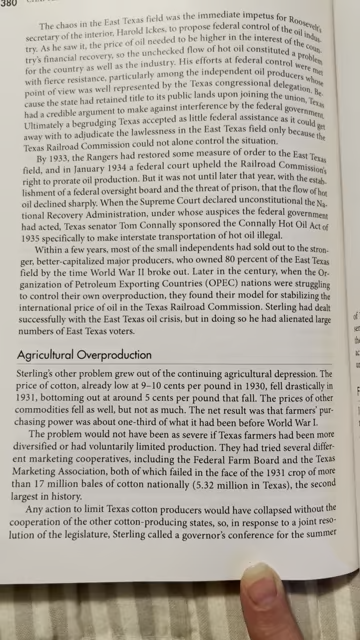 380
The chaos in the East Texas field was the immediate impetus for Roosevelt's
secretary of the interior, Harold Ickes, to propose federal control of the oil indus-
try. As he saw it, the price of oil needed to be higher in the interest of the coun-
try's financial recovery, so the unchecked flow of hot oil constituted a problem
for the country as well as the industry. His efforts at federal control were met
with fierce resistance, particularly among the independent oil producers whose
point of view was well represented by the Texas congressional delegation. Be-
cause the state had retained title to its public lands upon joining the union, Texas
had a credible argument to make against interference by the federal government.
Ultimately a begrudging Texas accepted as little federal assistance as it could get
away with to adjudicate the lawlessness in the East Texas field only because the
Texas Railroad Commission could not alone control the situation.
By 1933, the Rangers had restored some measure of order to the East Texas
field, and in January 1934 a federal court upheld the Railroad Commission's
right to prorate oil production. But it was not until later that year, with the estab-
lishment of a federal oversight board and the threat of prison, that the flow of hot
oil declined sharply. When the Supreme Court declared unconstitutional the Na-
tional Recovery Administration, under whose auspices the federal government
had acted, Texas senator Tom Connally sponsored the Connally Hot Oil Act of
1935 specifically to make interstate transportation of hot oil illegal.
Within a few years, most of the small independents had sold out to the stron-
ger, better-capitalized major producers, who owned 80 percent of the East Texas
field by the time World War II broke out. Later in the century, when the Or-
ganization of Petroleum Exporting Countries (OPEC) nations were struggling
to control their own overproduction, they found their model for stabilizing the
international price of oil in the Texas Railroad Commission. Sterling had dealt
successfully with the East Texas oil crisis, but in doing so he had alienated large
numbers of East Texas voters.
Agricultural Overproduction
Sterling's other problem grew out of the continuing agricultural depression. The
price of cotton, already low at 9–10 cents per pound in 1930, fell drastically in
1931, bottoming out at around 5 cents per pound that fall. The prices of other
commodities fell as well, but not as much. The net result was that farmers' pur-
chasing power was about one-third of what it had been before World War I.
The problem would not have been as severe if Texas farmers had been more
diversified or had voluntarily limited production. They had tried several differ-
ent marketing cooperatives, including the Federal Farm Board and the Texas
Marketing Association, both of which failed in the face of the 1931 crop of more
than 17 million bales of cotton nationally (5.32 million in Texas), the second
largest in history.
Any action to limit Texas cotton producers would have collapsed without the
cooperation of the other cotton-producing states, so, in response to a joint reso-
lution of the legislature, Sterling called a governor's conference for the summer